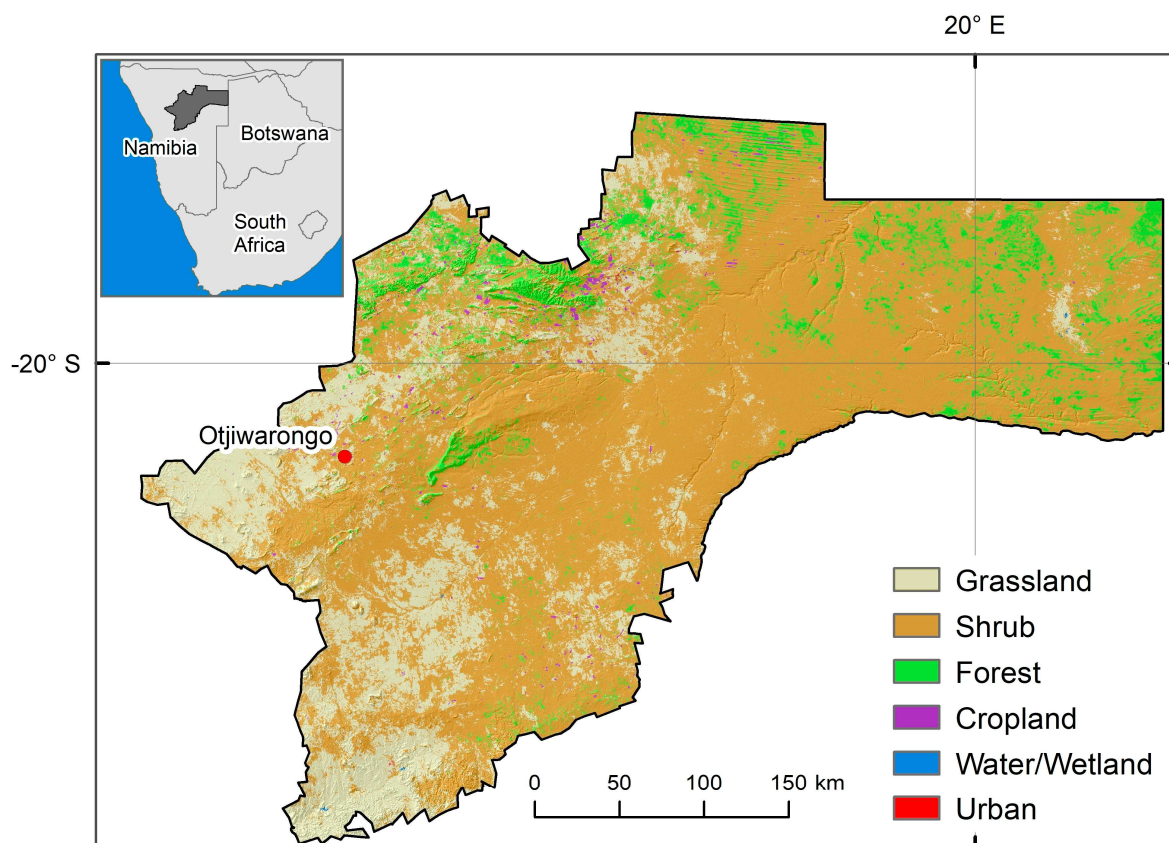 20° E
Namibia
Botswana
South
Africa
-20° S
Otjiwarongo
Grassland
Shrub
Forest
Cropland
Water/Wetland
Urban
0 50 100 150 km